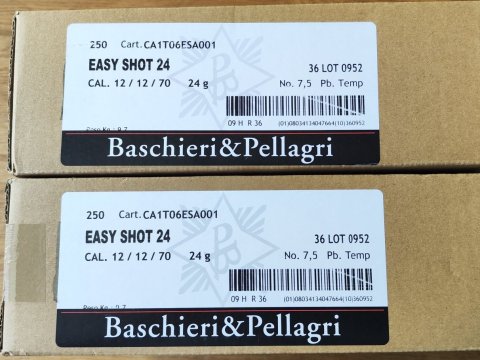 250 Cart. CA1T06ESA001
EASY SHOT 24 36 LOT 0952
CAL. 12 / 12 / 70 24 g No. 7,5 Pb. Temp
09 H R 36 (01)08034134047664(10)360952
Baschieri&Pellagri
250 Cart. CA1T06ESA001
EASY SHOT 24 36 LOT 0952
CAL. 12 / 12 / 70 24 g No. 7,5 Pb. Temp
09 H R 36 (01)08034134047664(10)360952
Baschieri&Pellagri